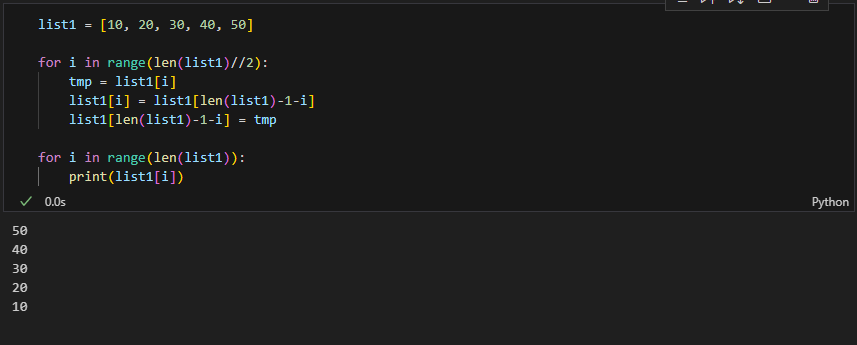 list1 = [10, 20, 30, 40, 50]
for i in range(len(list1)//2):
    tmp = list1[i]
    list1[i] = list1[len(list1)-1-i]
    list1[len(list1)-1-i] = tmp
for i in range(len(list1)):
    print(list1[i])
0.0s
Python
50
40
30
20
10